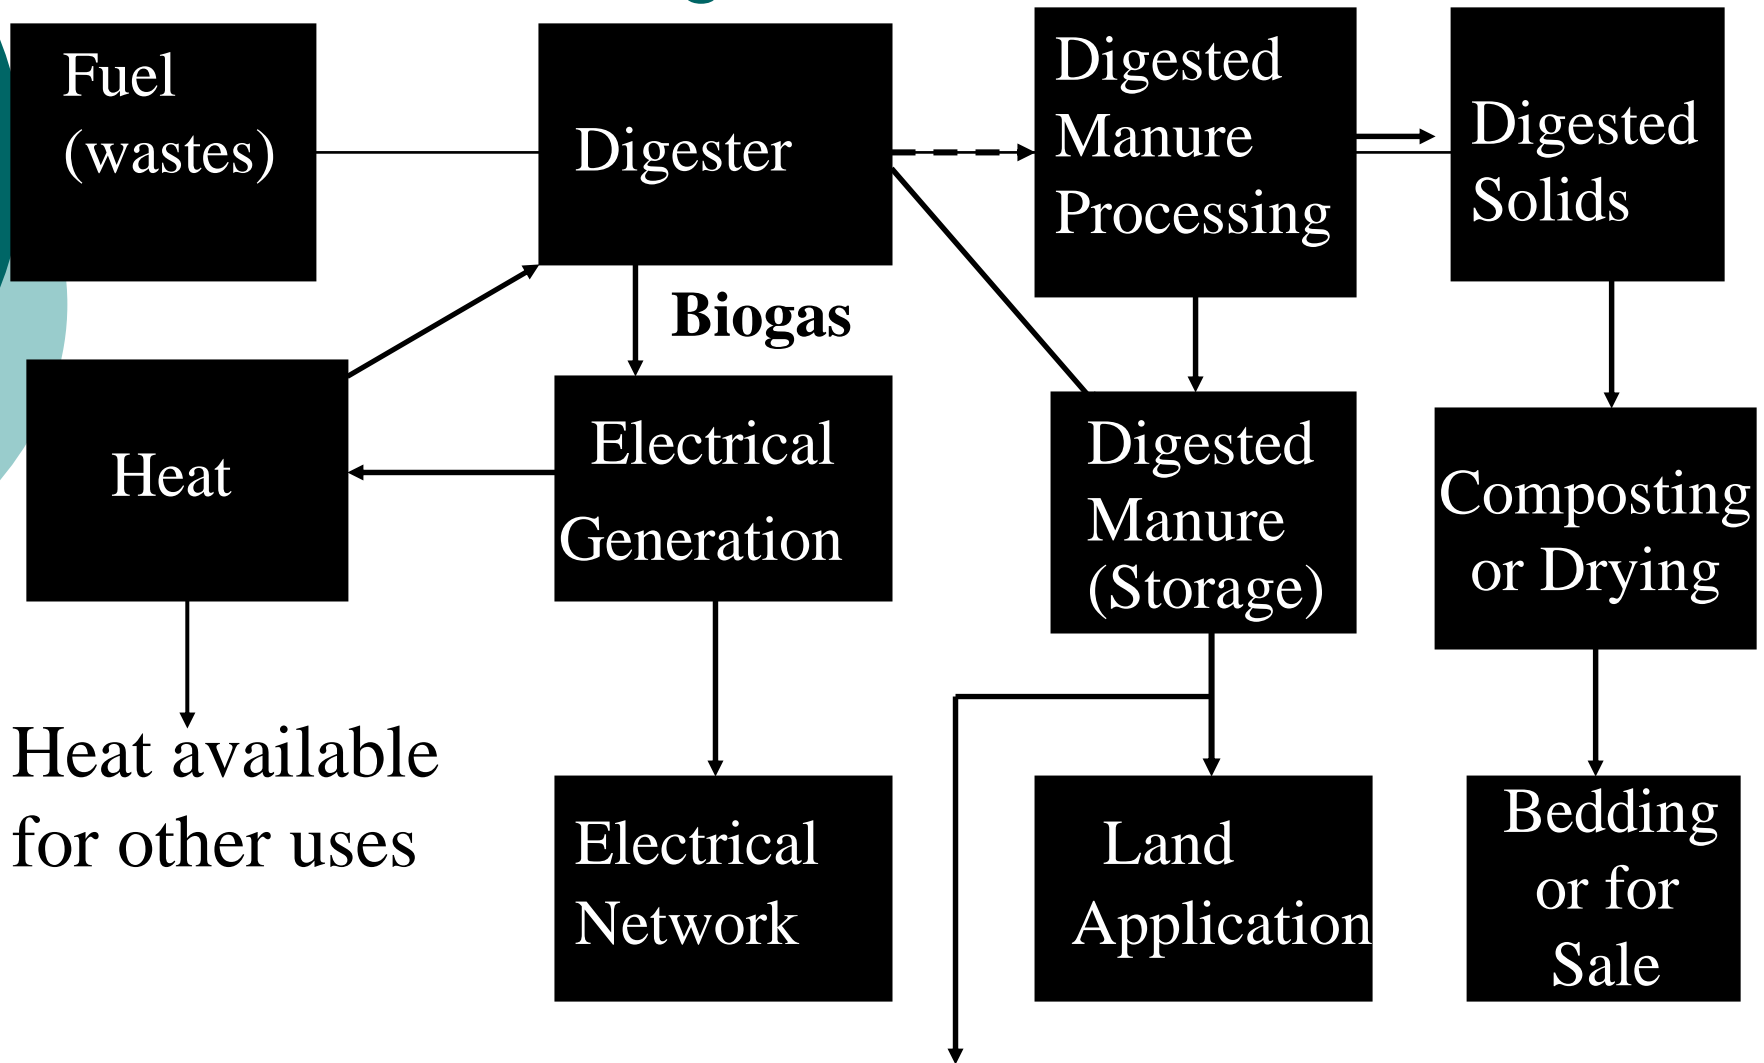 Fuel
(wastes)
Digester
Digested
Manure
Processing
Digested
Solids
Biogas
Heat
Electrical
Generation
Digested
Manure
(Storage)
Composting
or Drying
Heat available
for other uses
Electrical
Network
Land
Application
Bedding
or for
Sale